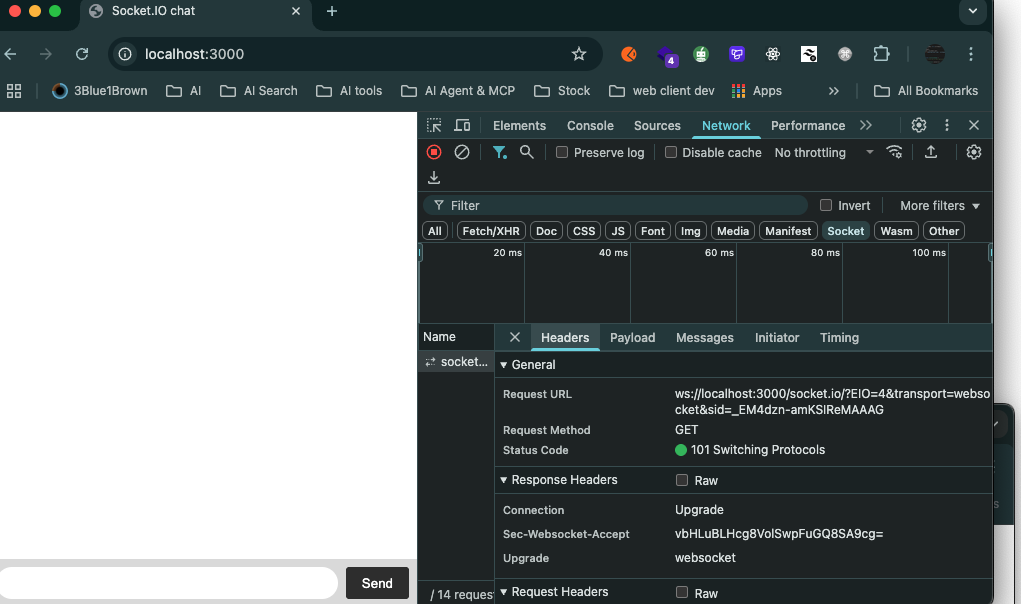 Socket.IO chat
localhost:3000
4
3Blue1Brown AI AI Search AI tools AI Agent & MCP Stock web client dev Apps All Bookmarks
Elements Console Sources Network Performance
Preserve log Disable cache No throttling
Filter Invert More filters
All Fetch/XHR Doc CSS JS Font Img Media Manifest Socket Wasm Other
20 ms 40 ms 60 ms 80 ms 100 ms
Name Headers Payload Messages Initiator Timing
socket... General
Request URL ws://localhost:3000/socket.io/?EIO=4&transport=webso
cket&sid=_EM4dzn-amKSIReMAAAG
Request Method GET
Status Code 101 Switching Protocols
Response Headers Raw
Connection Upgrade
Sec-Websocket-Accept vbHLuBLHcg8VolSwpFuGQ8SA9cg=
Upgrade websocket
Send / 14 reques Request Headers Raw